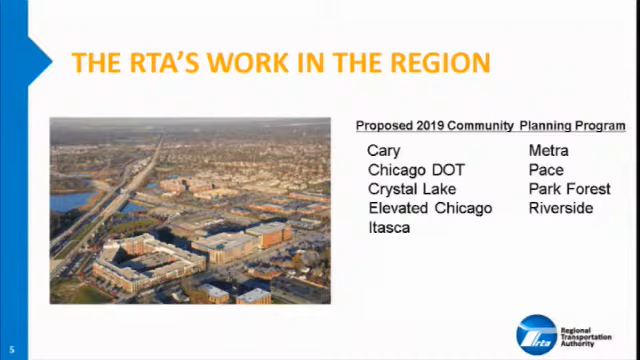 THE RTA'S WORK IN THE REGION
Proposed 2019 Community Planning Program
Cary
Chicago DOT
Crystal Lake
Elevated Chicago
Itasca
Metra
Pace
Park Forest
Riverside
5
rta
Regional
Transportation
Authority